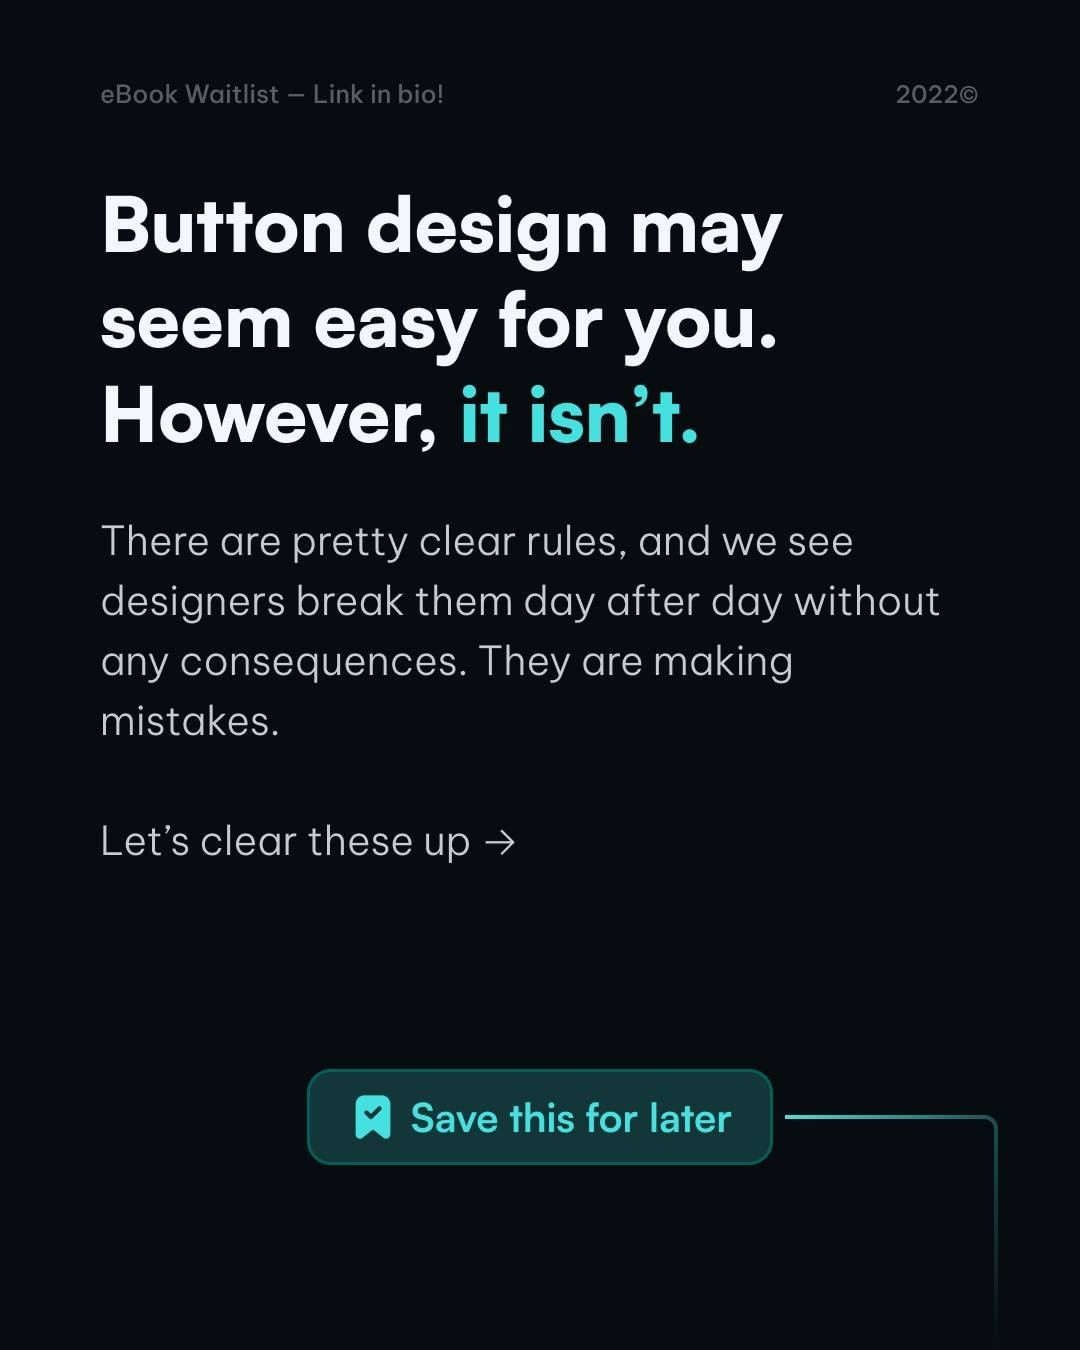 eBook Waitlist — Link in bio!
2022©
Button design may
seem easy for you.
However, it isn’t.
There are pretty clear rules, and we see
designers break them day after day without
any consequences. They are making
mistakes.
Let’s clear these up →
Save this for later